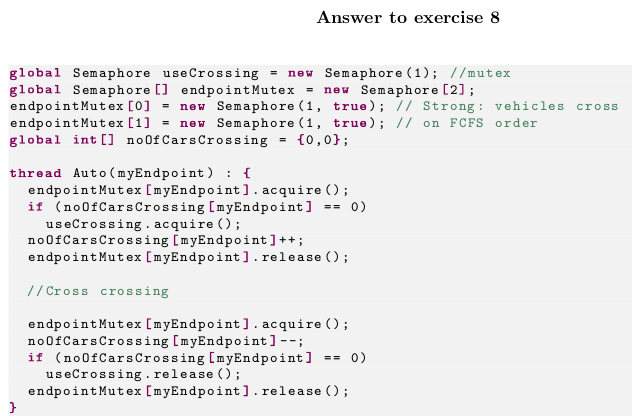 Answer to exercise 8
global Semaphore useCrossing = new Semaphore(1); //mutex
global Semaphore[] endpointMutex = new Semaphore[2];
endpointMutex[0] = new Semaphore(1, true); // Strong: vehicles cross
endpointMutex[1] = new Semaphore(1, true); // on FCFS order
global int[] noOfCarsCrossing = {0,0};
thread Auto(myEndpoint) : {
endpointMutex[myEndpoint].acquire();
if (noOfCarsCrossing[myEndpoint] == 0)
useCrossing.acquire();
noOfCarsCrossing[myEndpoint]++;
endpointMutex[myEndpoint].release();
//Cross crossing
endpointMutex[myEndpoint].acquire();
noOfCarsCrossing[myEndpoint]--;
if (noOfCarsCrossing[myEndpoint] == 0)
useCrossing.release();
endpointMutex[myEndpoint].release();
}